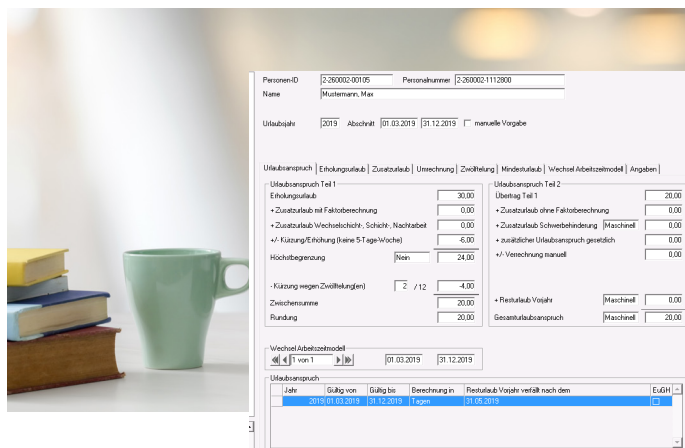 Personen-ID 2-260002-00105 Personalnummer 2-260002-1112800
Name Mustermann, Max
Urlaubsjahr 2019 Abschnitt 01.03.2019 31.12.2019 manuelle Vorgabe
Urlaubsanspruch Erholungsurlaub Zusatzurlaub Umrechnung Zwölftelung Mindesturlaub Wechsel Arbeitszeitmodell Angaben
Urlaubsanspruch Teil 1
Erholungsurlaub 30,00
+ Zusatzurlaub mit Faktorberechnung 0,00
+ Zusatzurlaub Wechselschicht-, Schicht-, Nachtarbeit 0,00
+/- Kürzung/Erhöhung (keine 5-Tage-Woche) -6,00
Höchstbegrenzung Nein 24,00
- Kürzung wegen Zwölftelung(en) 2 /12 -4,00
Zwischensumme 20,00
Rundung 20,00
Urlaubsanspruch Teil 2
Übertrag Teil 1 20,00
+ Zusatzurlaub ohne Faktorberechnung 0,00
+ Zusatzurlaub Schwerbehinderung Maschinell 0,00
+ zusätzlicher Urlaubsanspruch gesetzlich 0,00
+/- Verrechnung manuell 0,00
+ Resturlaub Vorjahr Maschinell 0,00
Gesamturlaubsanspruch Maschinell 20,00
Wechsel Arbeitszeitmodell
1 von 1 01.03.2019 31.12.2019
Urlaubsanspruch
Jahr Gültig von Gültig bis Berechnung in Resturlaub Vorjahr verfällt nach dem EuGH
2019 01.03.2019 31.12.2019 Tagen 31.05.2019